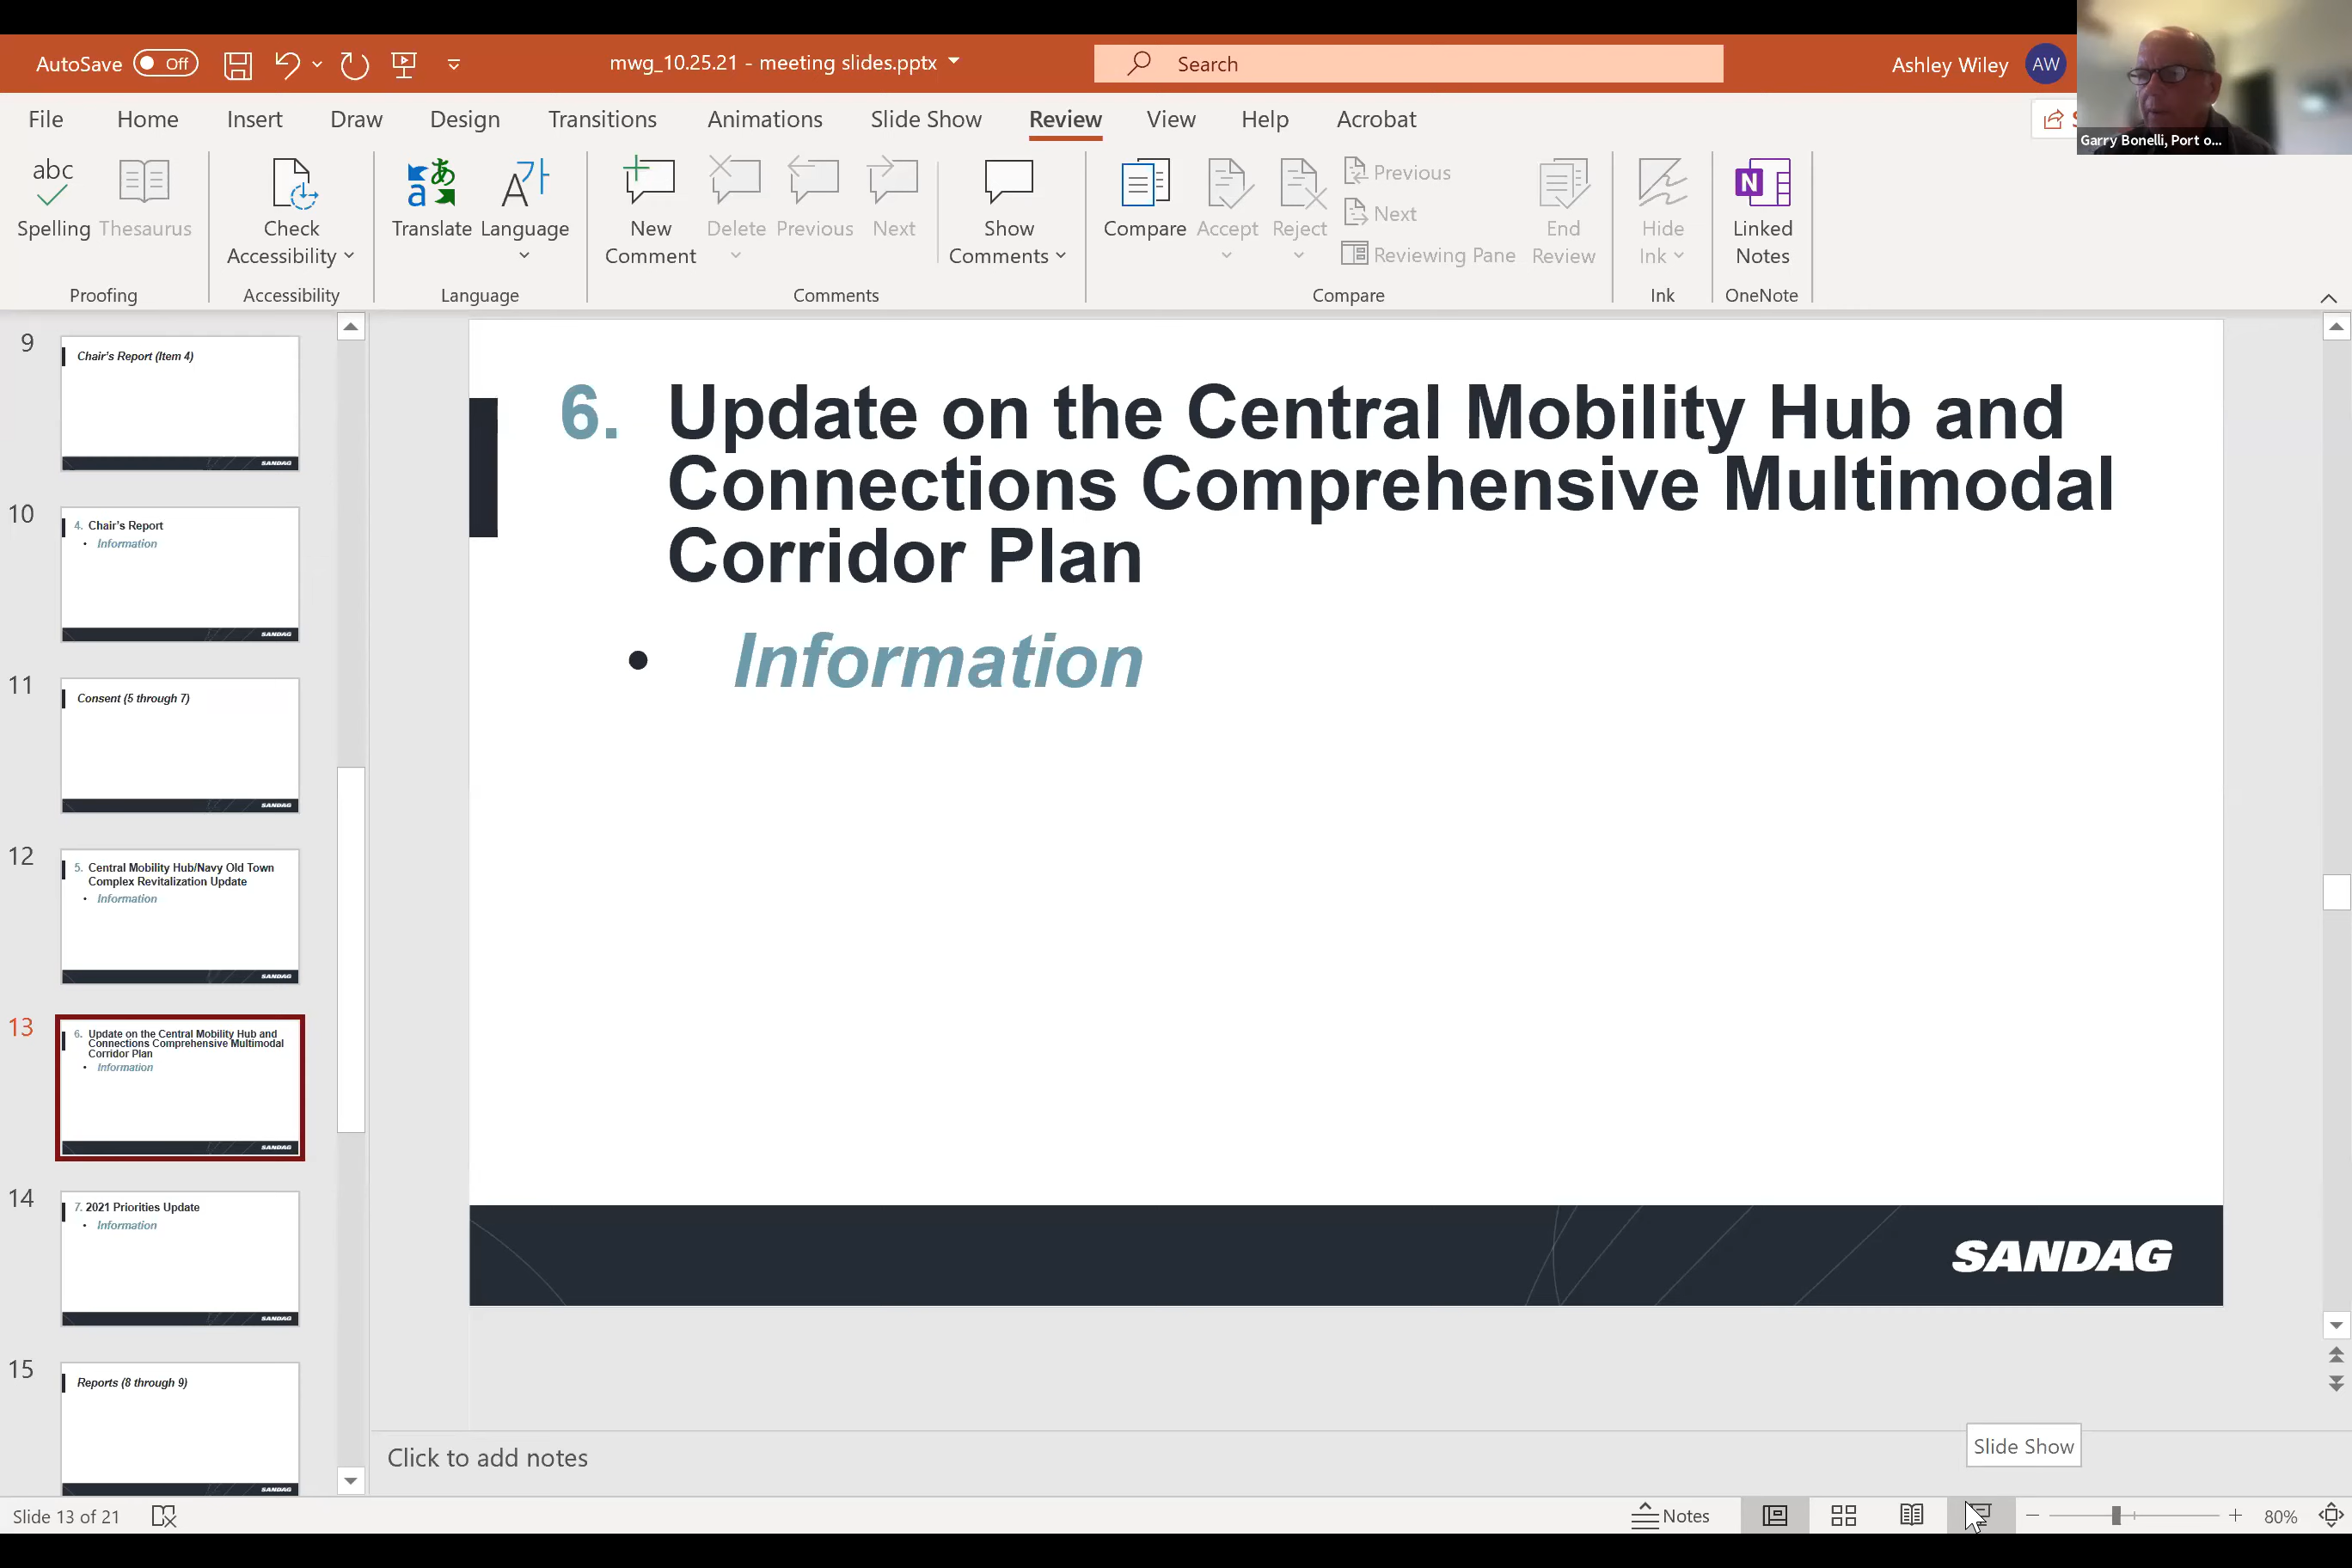 AutoSave Off
mwg_10.25.21 - meeting slides.pptx
Search
Ashley Wiley AW
Garry Bonelli, Port o...
File Home Insert Draw Design Transitions Animations Slide Show Review View Help Acrobat
abc
Spelling Thesaurus
Proofing
Check
Accessibility
Accessibility
Translate Language
Language
New
Comment
Delete Previous Next
Show
Comments
Comments
Compare Accept Reject
Previous
Next
Reviewing Pane
End
Review
Compare
Hide
Ink
Ink
N
Linked
Notes
OneNote
9
Chair's Report (Item 4)
SANDAG
10
4. Chair's Report
• Information
SANDAG
11
Consent (5 through 7)
SANDAG
12
5. Central Mobility Hub/Navy Old Town
Complex Revitalization Update
• Information
SANDAG
13
6. Update on the Central Mobility Hub and
Connections Comprehensive Multimodal
Corridor Plan
• Information
SANDAG
14
7. 2021 Priorities Update
• Information
SANDAG
15
Reports (8 through 9)
SANDAG
6. Update on the Central Mobility Hub and
Connections Comprehensive Multimodal
Corridor Plan
• Information
SANDAG
Click to add notes
Slide Show
Slide 13 of 21
Notes
80%